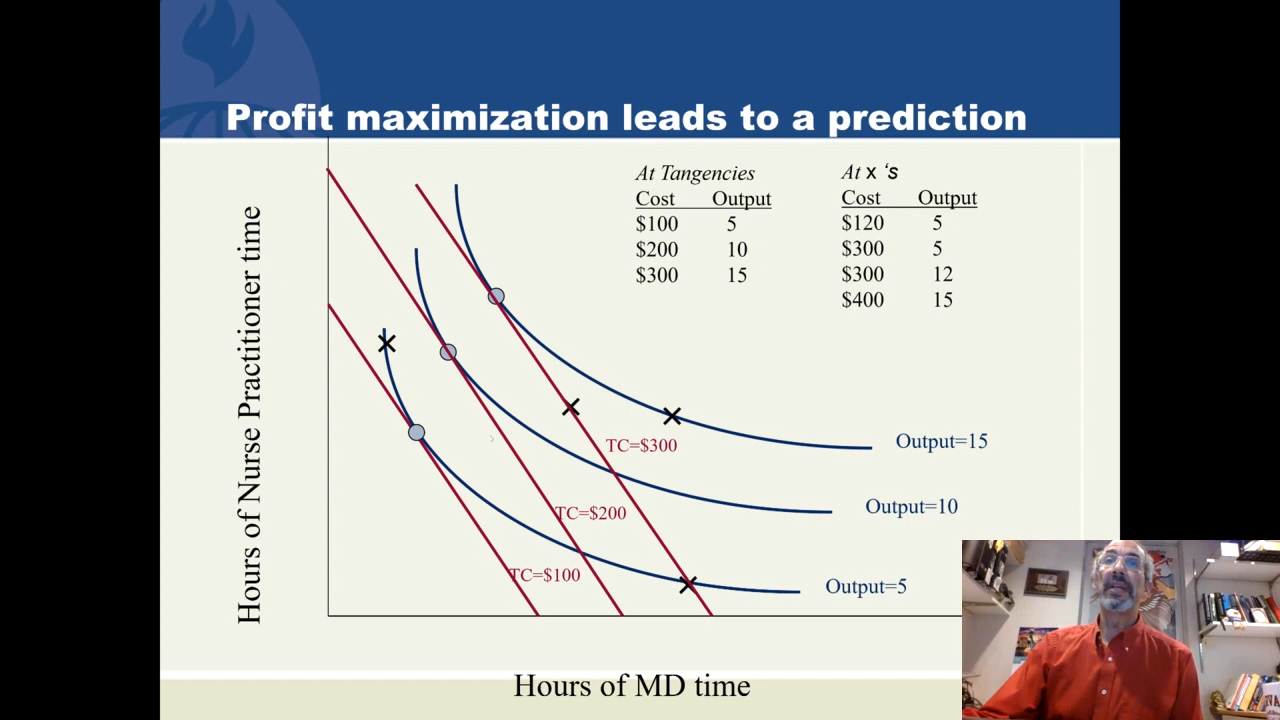 Profit maximization leads to a prediction
Hours of Nurse Practitioner time
At Tangencies
Cost Output
$100 5
$200 10
$300 15
At x ‘s
Cost Output
$120 5
$300 5
$300 12
$400 15
TC=$300
TC=$200
TC=$100
Output=15
Output=10
Output=5
Hours of MD time